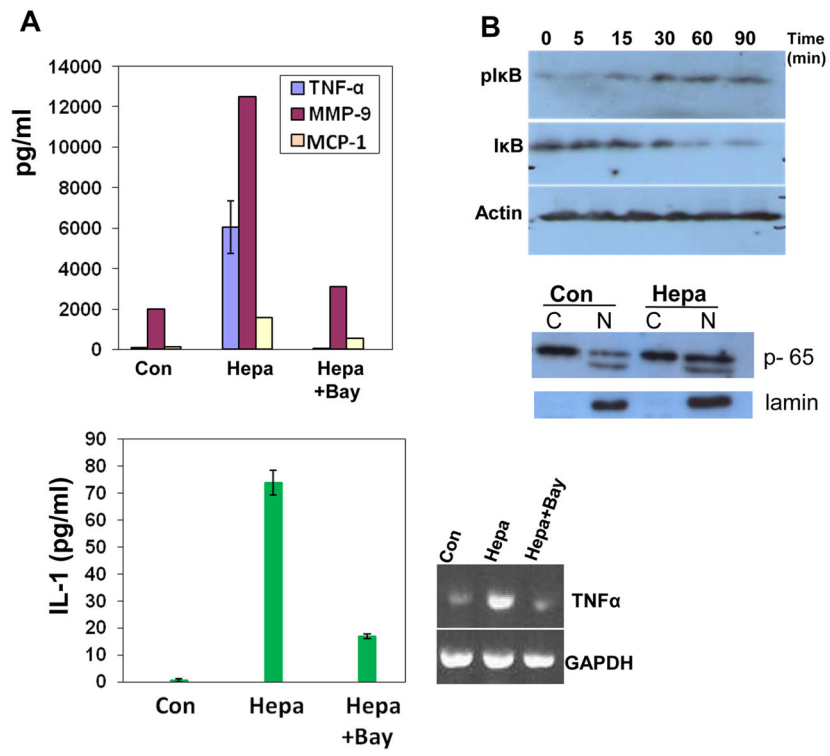 A
14000
12000
10000
8000
6000
4000
2000
0
pg/ml
TNF-α
MMP-9
MCP-1
Con
Hepa
Hepa
+Bay
90
80
70
60
50
40
30
20
10
0
IL-1 (pg/ml)
Con
Hepa
Hepa
+Bay
B
0 5 15 30 60 90 Time
(min)
pIκB
IκB
Actin
Con Hepa
C N C N
p- 65
lamin
Con Hepa Hepa+Bay
TNFα
GAPDH